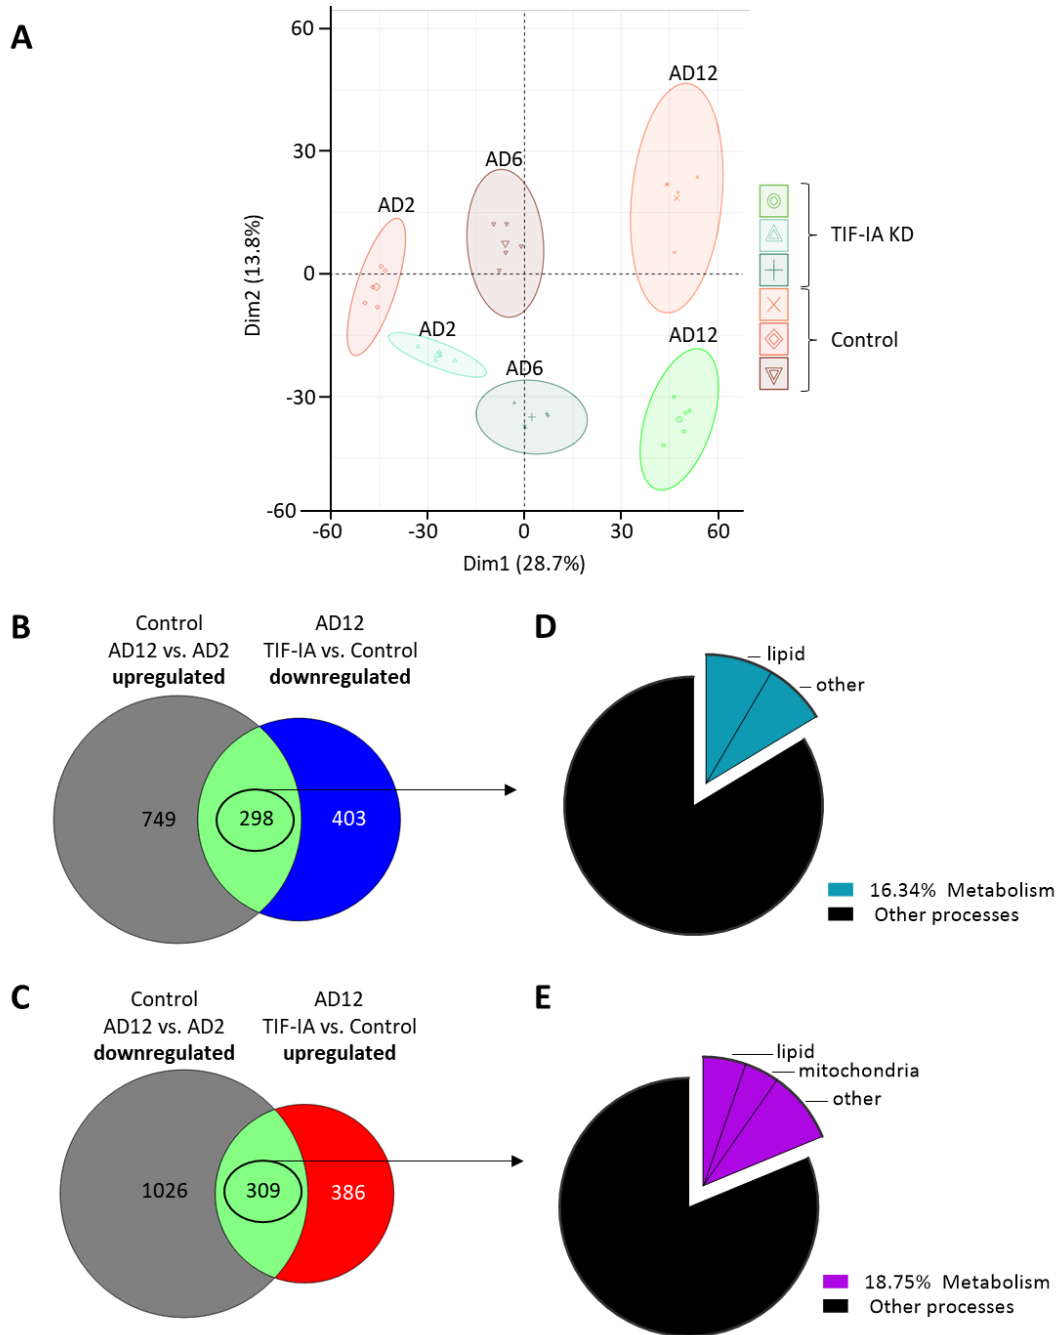 A
60
30
0
-30
-60
Dim2 (13.8%)
-60
-30
0
30
60
Dim1 (28.7%)
AD12
AD6
AD2
AD2
AD6
AD12
TIF-IA KD
Control
B
Control
AD12 vs. AD2
upregulated
AD12
TIF-IA vs. Control
downregulated
749
298
403
D
lipid
other
16.34% Metabolism
Other processes
C
Control
AD12 vs. AD2
downregulated
AD12
TIF-IA vs. Control
upregulated
1026
309
386
E
lipid
mitochondria
other
18.75% Metabolism
Other processes